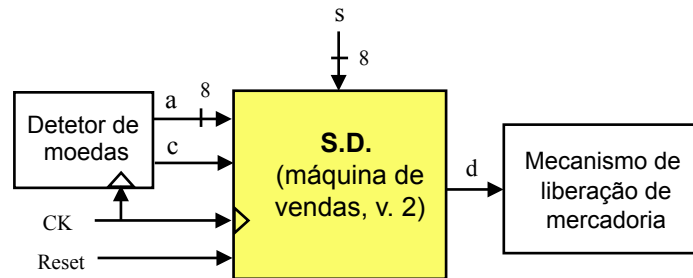 s
8
a
8
Detetor de
moedas
c
S.D.
(máquina de
vendas, v. 2)
d
Mecanismo de
liberação de
mercadoria
CK
Reset